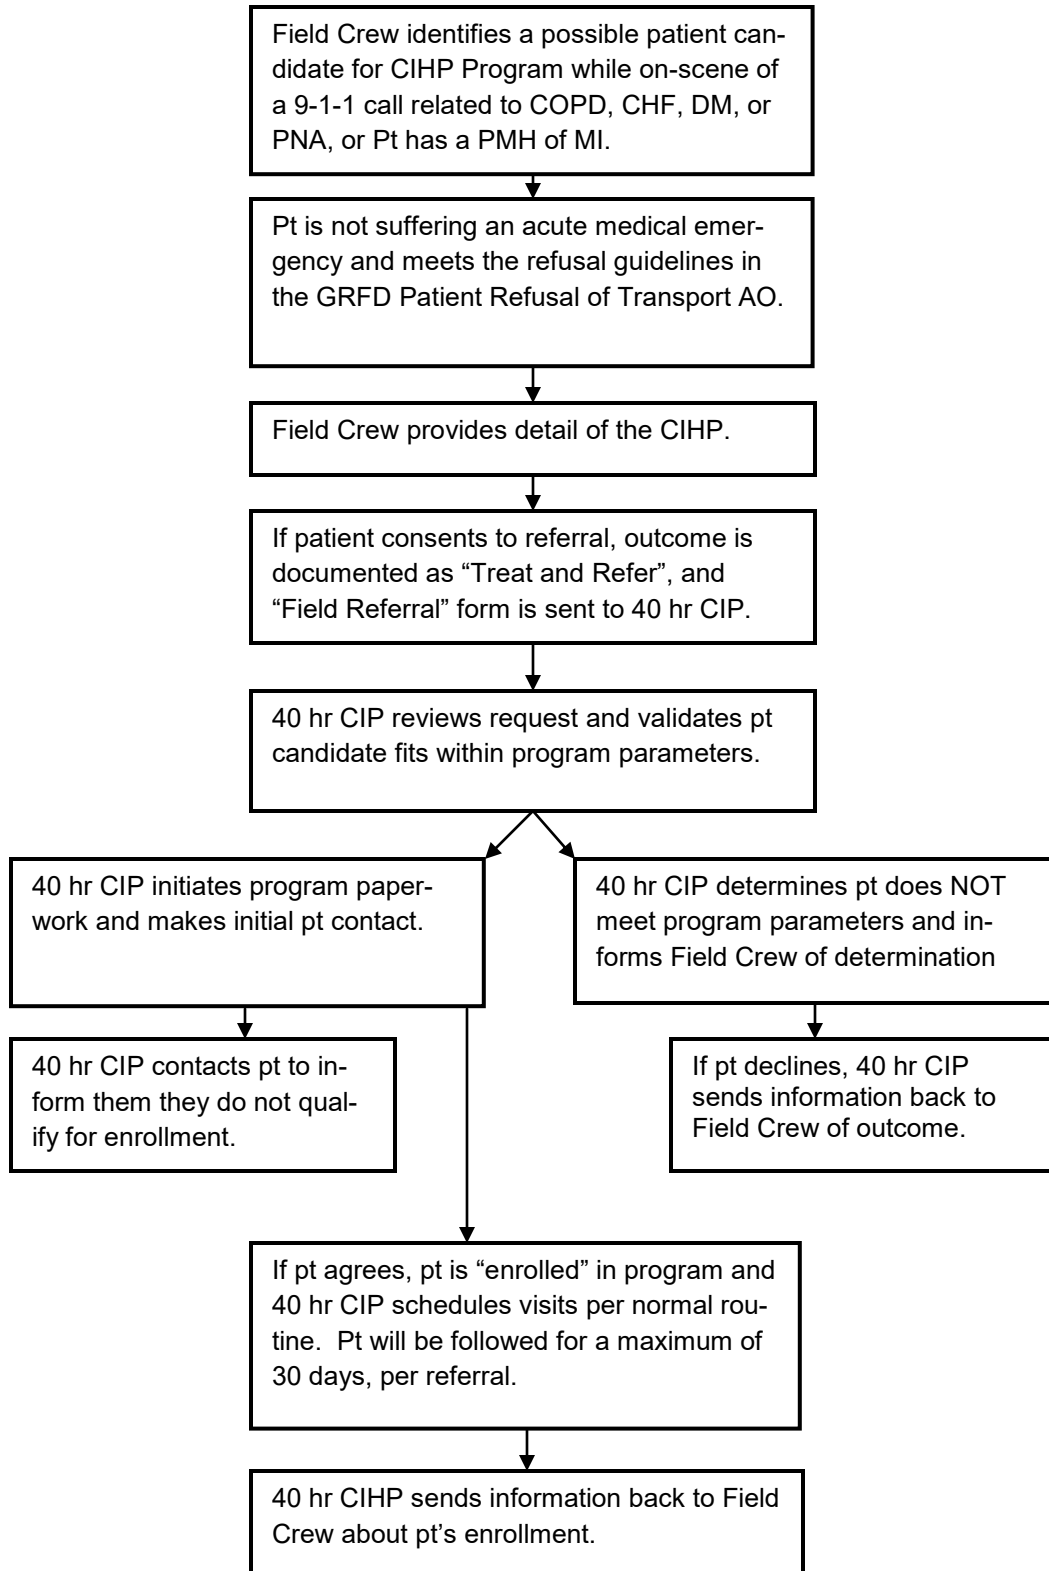 Field Crew identifies a possible patient can-
didate for CIHP Program while on-scene of
a 9-1-1 call related to COPD, CHF, DM, or
PNA, or Pt has a PMH of MI.
Pt is not suffering an acute medical emer-
gency and meets the refusal guidelines in
the GRFD Patient Refusal of Transport AO.
Field Crew provides detail of the CIHP.
If patient consents to referral, outcome is
documented as “Treat and Refer”, and
“Field Referral” form is sent to 40 hr CIP.
40 hr CIP reviews request and validates pt
candidate fits within program parameters.
40 hr CIP initiates program paper-
work and makes initial pt contact.
40 hr CIP determines pt does NOT
meet program parameters and in-
forms Field Crew of determination
40 hr CIP contacts pt to in-
form them they do not qual-
ify for enrollment.
If pt declines, 40 hr CIP
sends information back to
Field Crew of outcome.
If pt agrees, pt is “enrolled” in program and
40 hr CIP schedules visits per normal rou-
tine.  Pt will be followed for a maximum of
30 days, per referral.
40 hr CIHP sends information back to Field
Crew about pt’s enrollment.